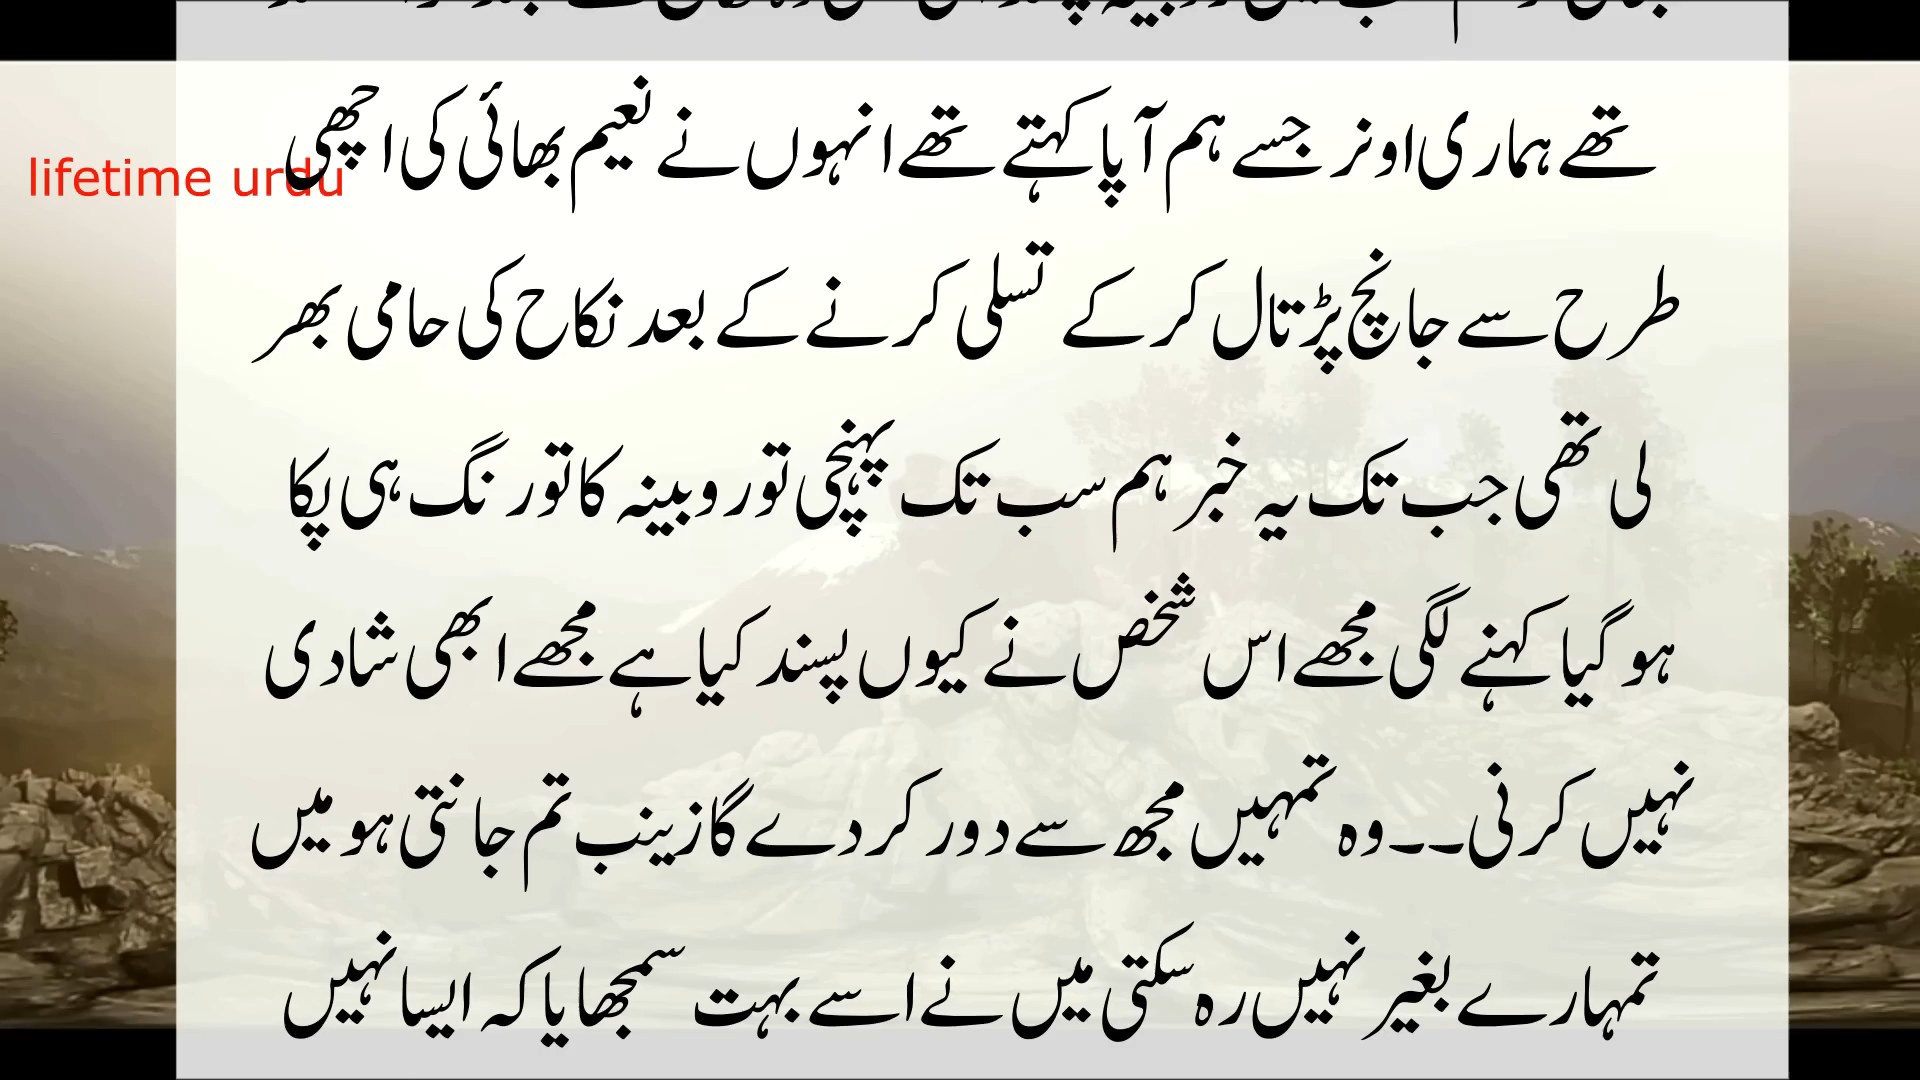 تھے ہماری اونر جسے ہم آپا کہتے تھے انہوں نے نعیم بھائی کی اچھی
lifetime urdu
طرح سے جانچ پڑتال کر کے تسلی کرنے کے بعد نکاح کی حامی بھر
لی تھی جب تک یہ خبر ہم سب تک پہنچی تو روبینہ کا تو رنگ ہی پکا
ہو گیا کہنے لگی مجھے اس شخص نے کیوں پسند کیا ہے مجھے ابھی شادی
نہیں کرنی۔۔ وہ تمہیں مجھ سے دور کر دے گا زینب تم جانتی ہو میں
تمہارے بغیر نہیں رہ سکتی میں نے اسے بہت سمجھایا کہ ایسا نہیں